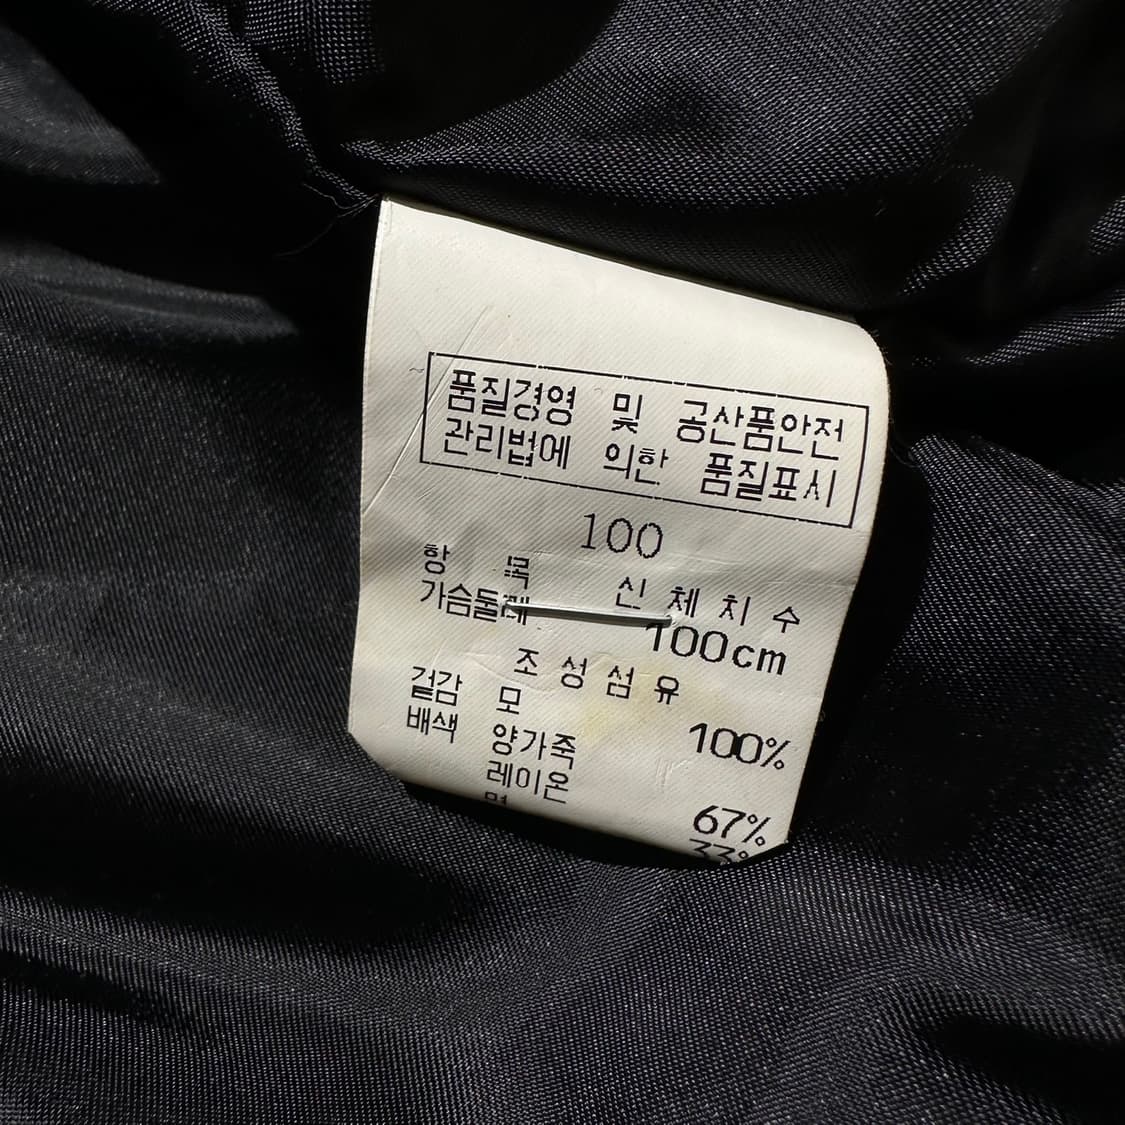 품질경영 및 공산품안전
관리법에 의한 품질표시
100
항 목 신 체 치 수
가슴둘레 100cm
조 성 섬 유
겉감 모 100%
배색 양가죽
레이온 67%
면 33%